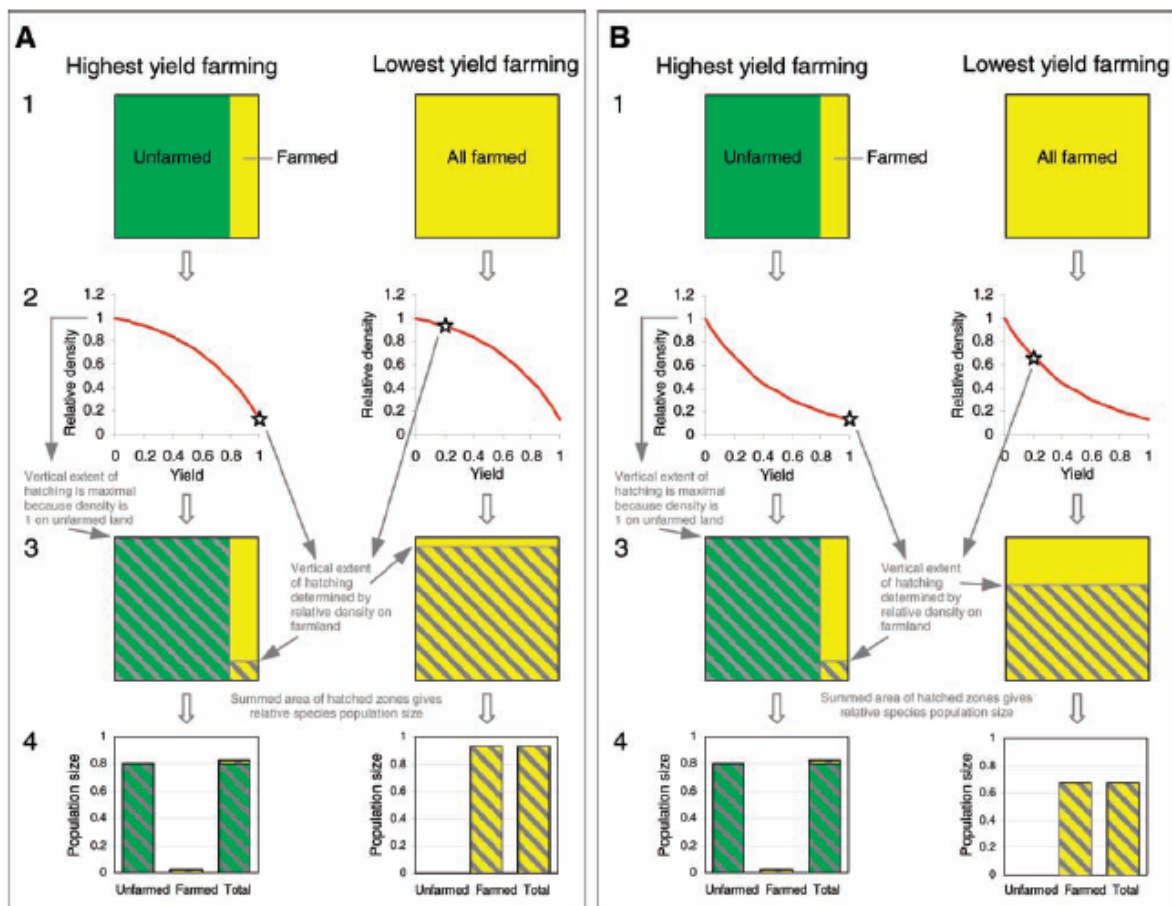 A
Highest yield farming
Lowest yield farming
1
Unfarmed
Farmed
All farmed
2
Relative density
1.2
1
0.8
0.6
0.4
0.2
0
0 0.2 0.4 0.6 0.8 1
Yield
Relative density
1.2
1
0.8
0.6
0.4
0.2
0
0 0.2 0.4 0.6 0.8 1
Yield
Vertical extent of
hatching is maximal
because density is
1 on unfarmed land
3
Vertical extent
of hatching
determined by
relative density on
farmland
Summed area of hatched zones gives
relative species population size
4
Population size
1
0.8
0.6
0.4
0.2
0
Unfarmed Farmed Total
Population size
1
0.8
0.6
0.4
0.2
0
Unfarmed Farmed Total
B
Highest yield farming
Lowest yield farming
1
Unfarmed
Farmed
All farmed
2
Relative density
1.2
1
0.8
0.6
0.4
0.2
0
0 0.2 0.4 0.6 0.8 1
Yield
Relative density
1.2
1
0.8
0.6
0.4
0.2
0
0 0.2 0.4 0.6 0.8 1
Yield
Vertical extent of
hatching is maximal
because density is
1 on unfarmed land
3
Vertical extent
of hatching
determined by
relative density on
farmland
Summed area of hatched zones gives
relative species population size
4
Population size
1
0.8
0.6
0.4
0.2
0
Unfarmed Farmed Total
Population size
1
0.8
0.6
0.4
0.2
0
Unfarmed Farmed Total